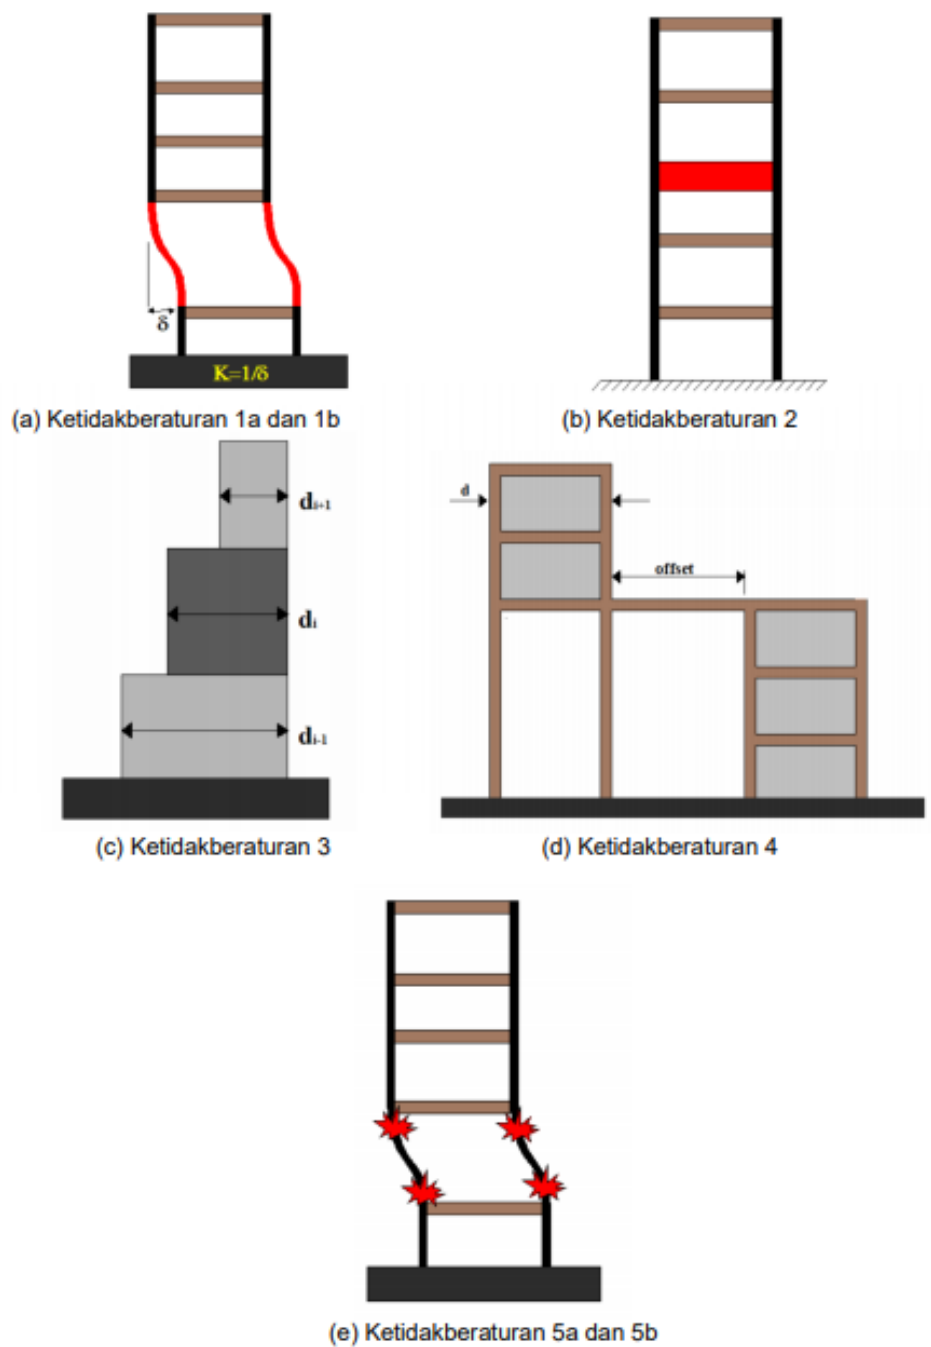 δ
K=1/δ
(a) Ketidakberaturan 1a dan 1b
(b) Ketidakberaturan 2
di+1
di
di-1
(c) Ketidakberaturan 3
d
offset
(d) Ketidakberaturan 4
(e) Ketidakberaturan 5a dan 5b